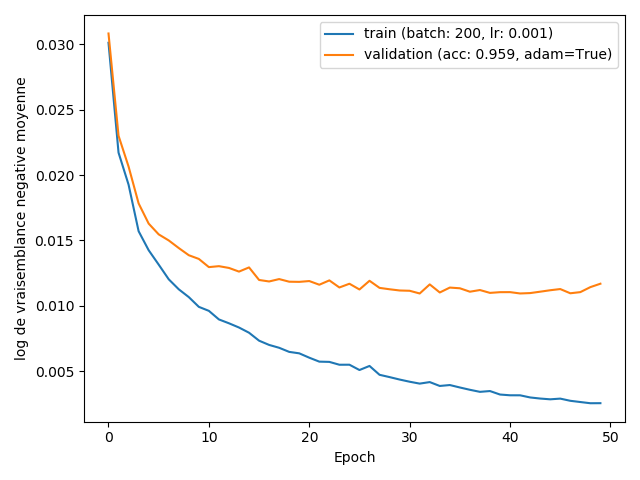 train (batch: 200, lr: 0.001)
validation (acc: 0.959, adam=True)
log de vraisemblance negative moyenne
0.030
0.025
0.020
0.015
0.010
0.005
0 10 20 30 40 50
Epoch